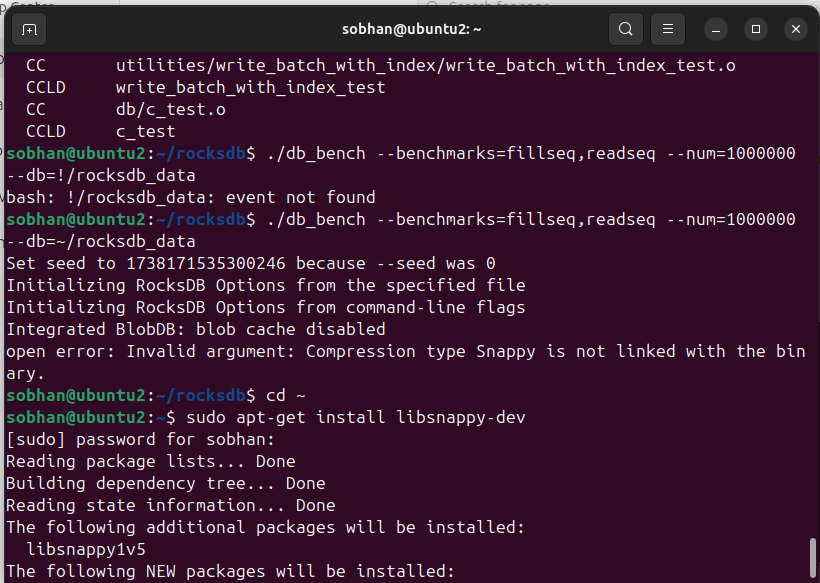 sobhan@ubuntu2: ~
CC utilities/write_batch_with_index/write_batch_with_index_test.o
CCLD write_batch_with_index_test
CC db/c_test.o
CCLD c_test
sobhan@ubuntu2:~/rocksdb$ ./db_bench --benchmarks=fillseq,readseq --num=1000000
--db=!/rocksdb_data
bash: !/rocksdb_data: event not found
sobhan@ubuntu2:~/rocksdb$ ./db_bench --benchmarks=fillseq,readseq --num=1000000
--db=~/rocksdb_data
Set seed to 1738171535300246 because --seed was 0
Initializing RocksDB Options from the specified file
Initializing RocksDB Options from command-line flags
Integrated BlobDB: blob cache disabled
open error: Invalid argument: Compression type Snappy is not linked with the bin
ary.
sobhan@ubuntu2:~/rocksdb$ cd ~
sobhan@ubuntu2:~$ sudo apt-get install libsnappy-dev
[sudo] password for sobhan:
Reading package lists... Done
Building dependency tree... Done
Reading state information... Done
The following additional packages will be installed:
libsnappy1v5
The following NEW packages will be installed: